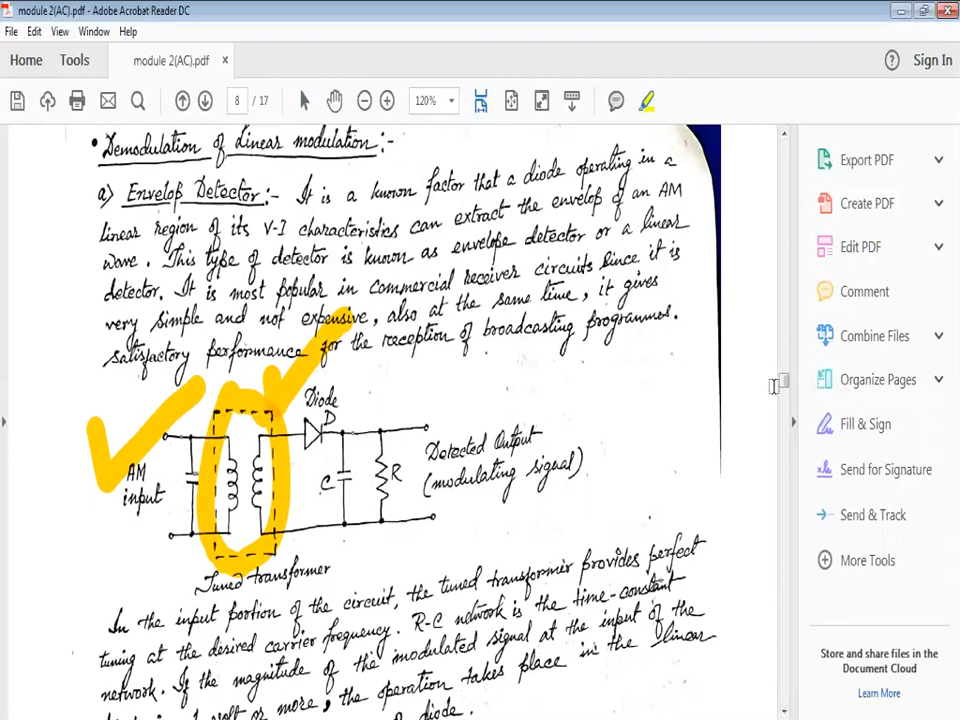 module 2(AC).pdf - Adobe Acrobat Reader DC
File Edit View Window Help
Home Tools module 2(AC).pdf x Sign In
8 / 17 120%
• Demodulation of Linear modulation :-
a) Envelop Detector :- It is a known factor that a diode operating in a
linear region of its V-I characteristics can extract the envelop of an AM
wave. This type of detector is known as envelope detector or a linear
detector. It is most popular in commercial receiver circuits since it is
very simple and not expensive, also at the same time, it gives
satisfactory performance for the reception of broadcasting programmes.
Diode
D
AM
input
C
R
Detected Output
(modulating signal)
Tuned transformer
In the input portion of the circuit, the tuned transformer provides perfect
tuning at the desired carrier frequency. R-C network is the time-constant
network. If the magnitude of the modulated signal at the input of the
1 volt or more, the operation takes place in the linear
of diode.
Export PDF
Create PDF
Edit PDF
Comment
Combine Files
Organize Pages
Fill & Sign
Send for Signature
Send & Track
More Tools
Store and share files in the
Document Cloud
Learn More